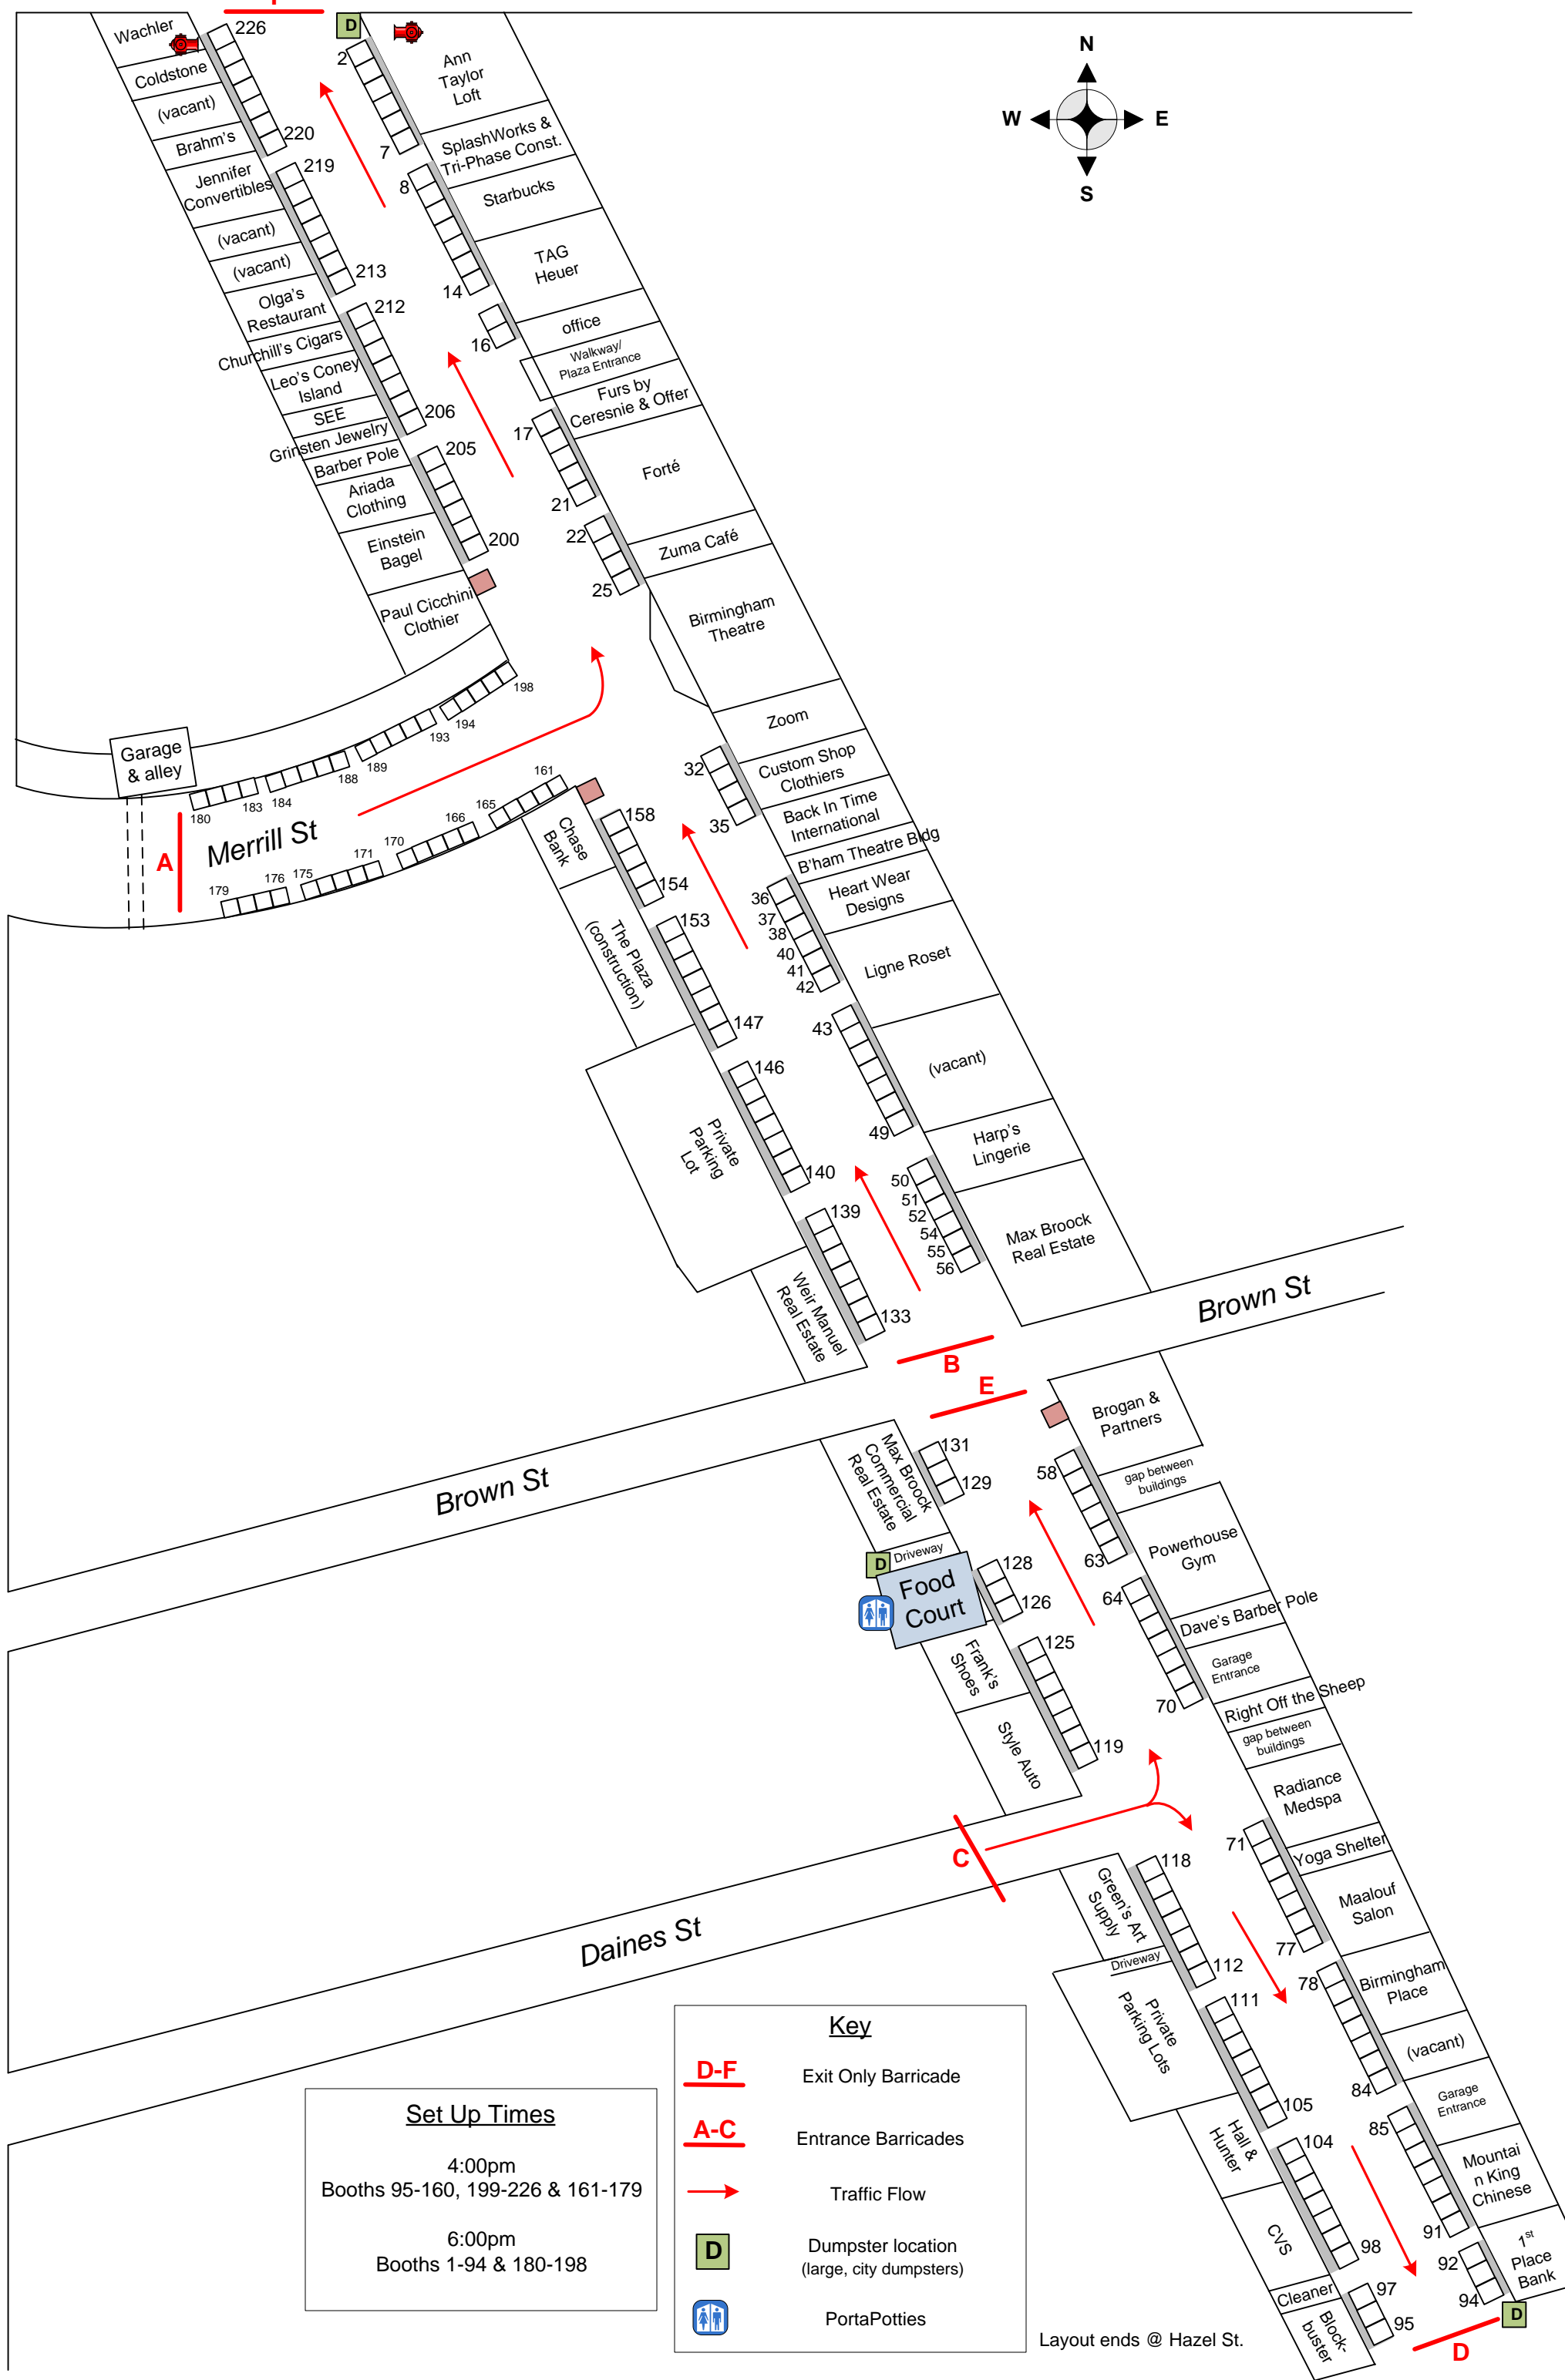 D
Wachler
226
2
Ann
Taylor
Loft
Coldstone
(vacant)
Brahm's
220
7
SplashWorks &
Tri-Phase Const.
N
W
E
S
Jennifer
Convertibles
219
8
Starbucks
(vacant)
(vacant)
213
14
TAG
Heuer
Olga's
Restaurant
212
16
office
Walkway/
Plaza Entrance
Churchill's Cigars
Leo's Coney
Island
SEE
206
Furs by
Ceresnie & Offer
Grinsten Jewelry
Barber Pole
205
17
Forté
Ariada
Clothing
21
Einstein
Bagel
200
22
Zuma Café
25
Paul Cicchini
Clothier
Birmingham
Theatre
198
194
193
189
188
184
183
180
Garage
& alley
Zoom
32
Custom Shop
Clothiers
35
Back In Time
International
B'ham Theatre Bldg
A
Merrill St
161
165
166
170
171
175
176
179
Chase
Bank
158
154
36
37
38
40
41
42
Heart Wear
Designs
Ligne Roset
The Plaza
(construction)
153
147
43
(vacant)
49
146
Private
Parking
Lot
140
Harp's
Lingerie
50
51
52
54
55
56
Max Broock
Real Estate
139
Weir Manuel
Real Estate
133
Brown St
B
E
Brogan &
Partners
Brown St
Max Broock
Commercial
Real Estate
131
129
58
gap between
buildings
63
Powerhouse
Gym
D
Driveway
Food
Court
128
126
64
Dave's Barber Pole
Garage
Entrance
70
Right Off the Sheep
gap between
buildings
Frank's
Shoes
125
Style Auto
119
Radiance
Medspa
C
71
Yoga Shelter
Maalouf
Salon
77
Daines St
Green's Art
Supply
118
Driveway
112
78
Birmingham
Place
(vacant)
84
Private
Parking Lots
111
105
85
Garage
Entrance
Mountai
n King
Chinese
91
Hall &
Hunter
104
CVS
98
92
94
1st
Place
Bank
D
Cleaner
97
Block-
buster
95
D
Set Up Times
4:00pm
Booths 95-160, 199-226 & 161-179
6:00pm
Booths 1-94 & 180-198
Key
D-F
Exit Only Barricade
A-C
Entrance Barricades
Traffic Flow
D
Dumpster location
(large, city dumpsters)
PortaPotties
Layout ends @ Hazel St.